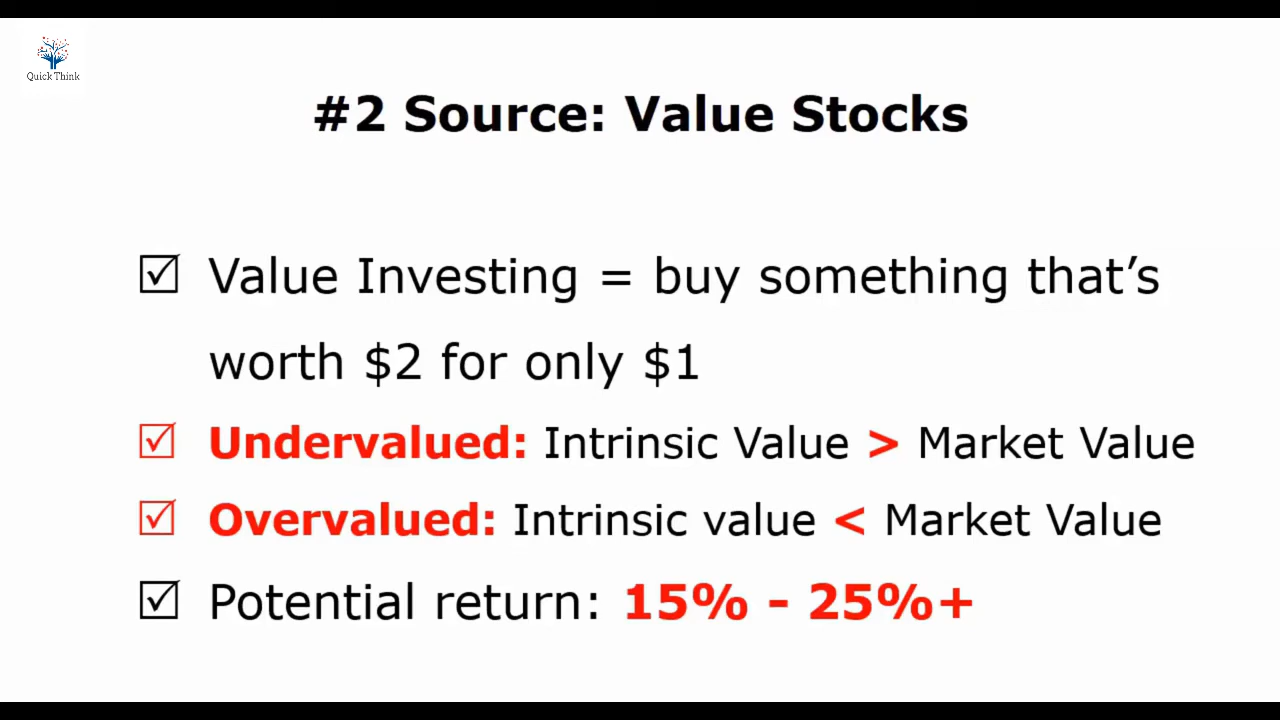 Quick Think
#2 Source: Value Stocks
Value Investing = buy something that’s
worth $2 for only $1
Undervalued: Intrinsic Value > Market Value
Overvalued: Intrinsic value < Market Value
Potential return: 15% - 25%+